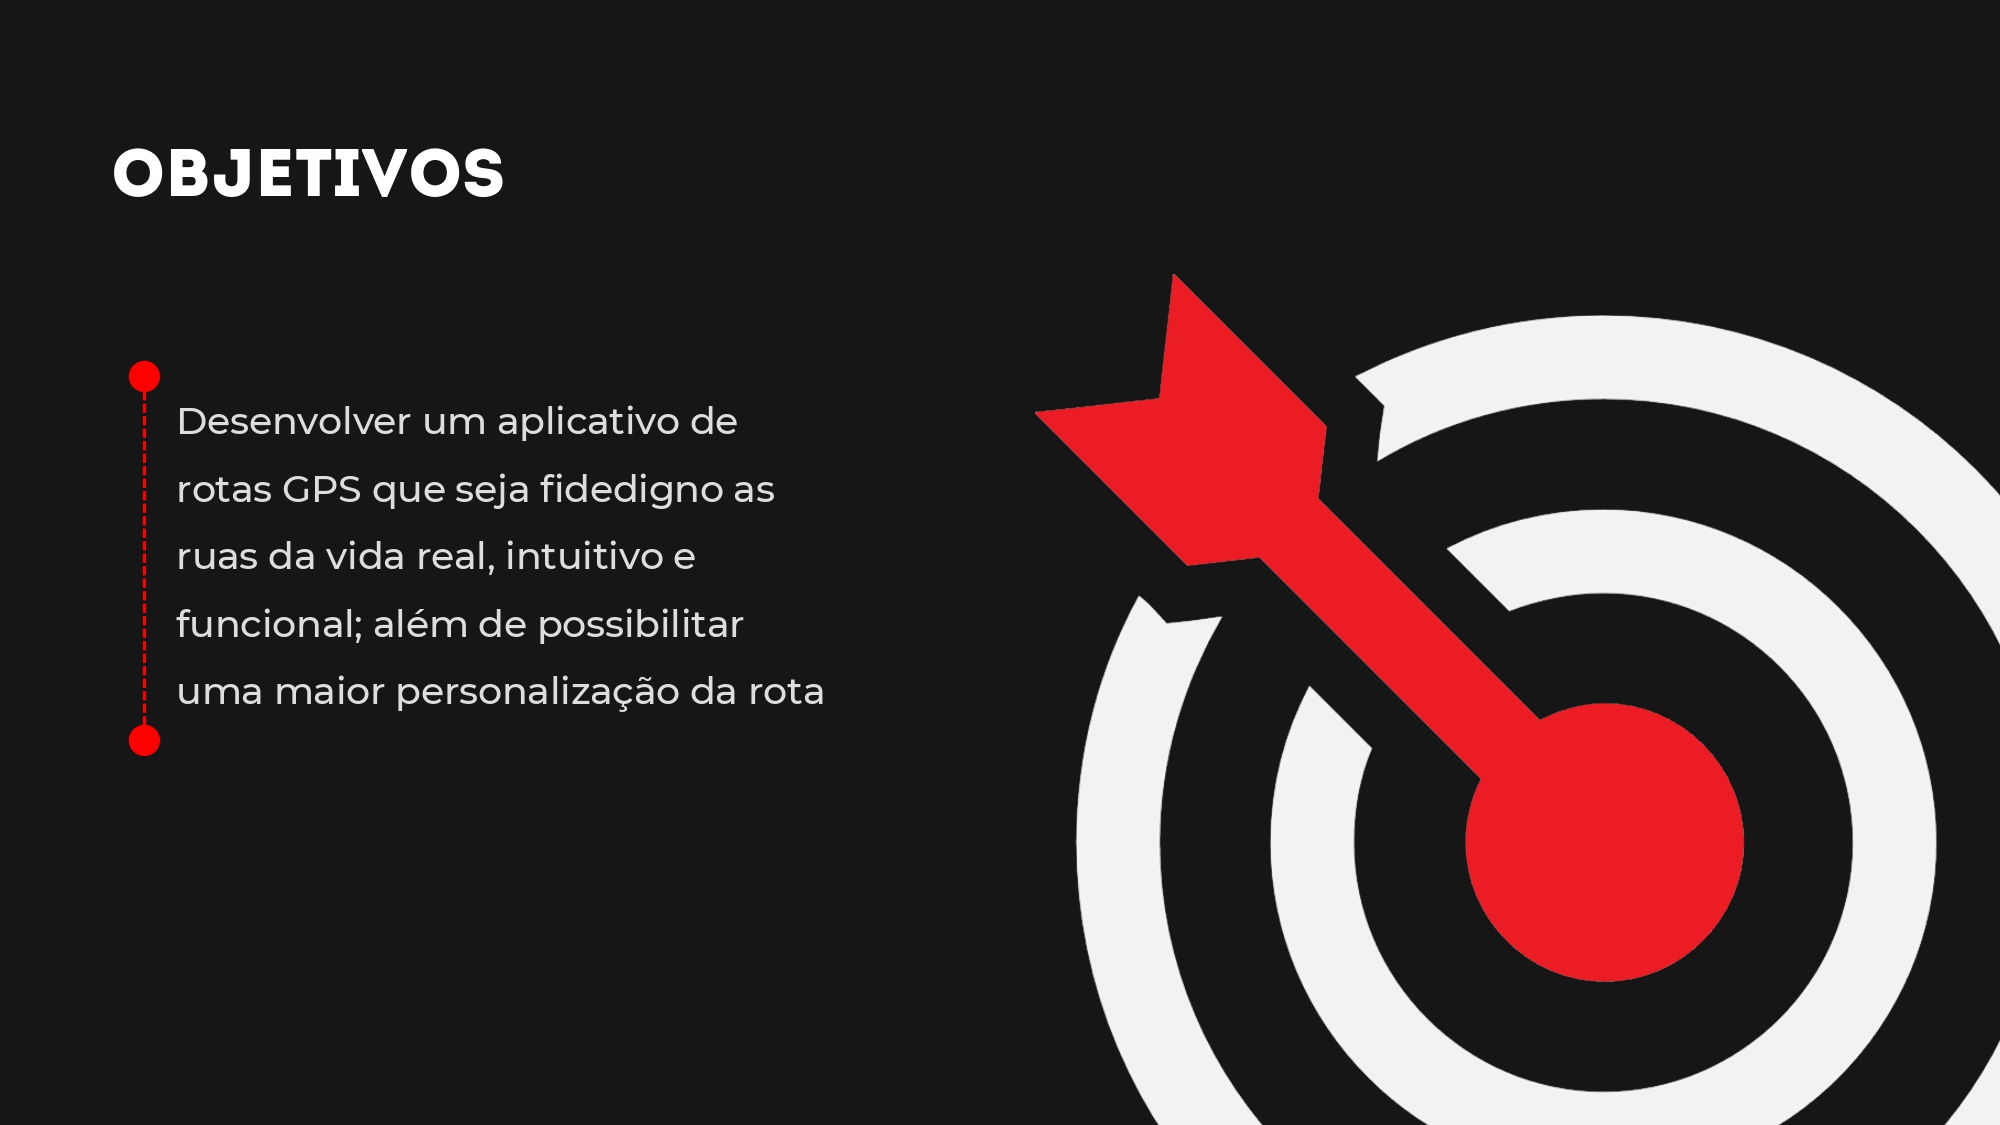 OBJETIVOS
Desenvolver um aplicativo de
rotas GPS que seja fidedigno as
ruas da vida real, intuitivo e
funcional; além de possibilitar
uma maior personalização da rota